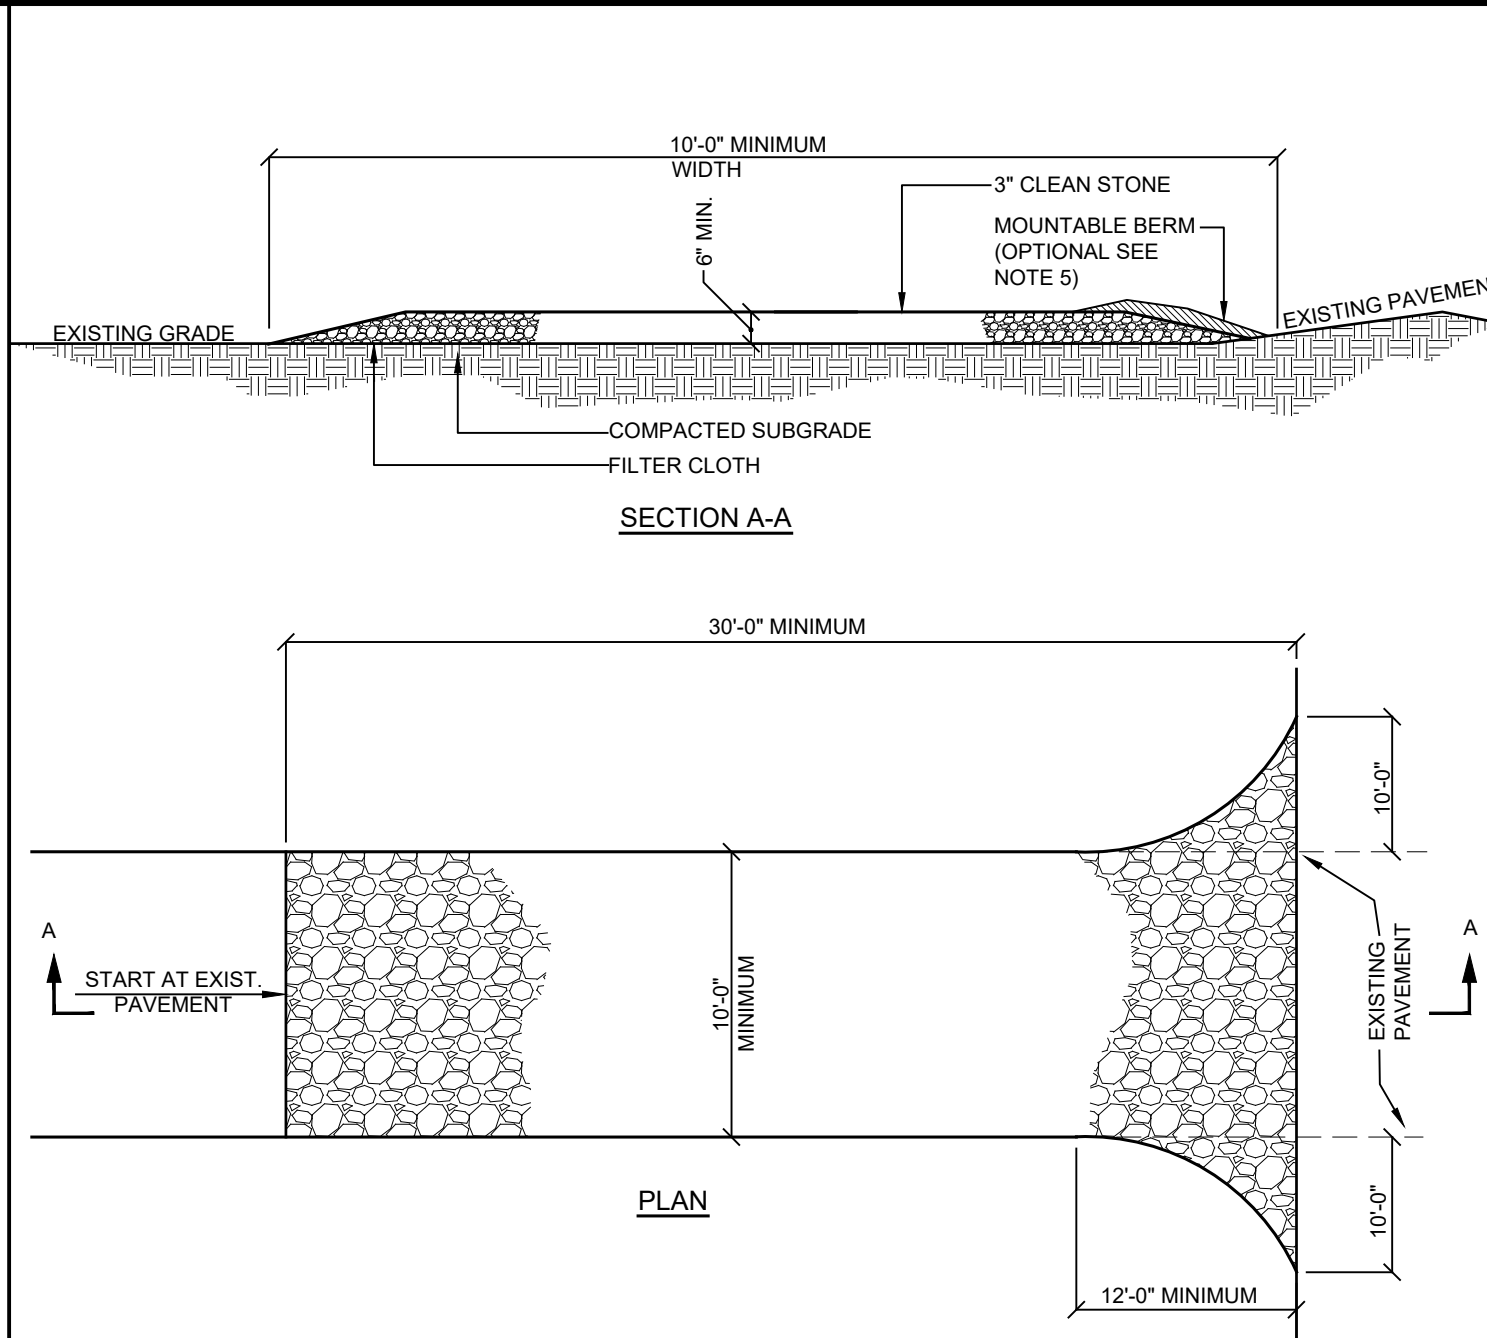 10'-0" MINIMUM
WIDTH
6" MIN.
3" CLEAN STONE
MOUNTABLE BERM
(OPTIONAL SEE
NOTE 5)
EXISTING GRADE
EXISTING PAVEMEN
COMPACTED SUBGRADE
FILTER CLOTH
SECTION A-A
30'-0" MINIMUM
10'-0"
A
START AT EXIST.
PAVEMENT
10'-0"
MINIMUM
EXISTING
PAVEMENT
A
10'-0"
PLAN
12'-0" MINIMUM